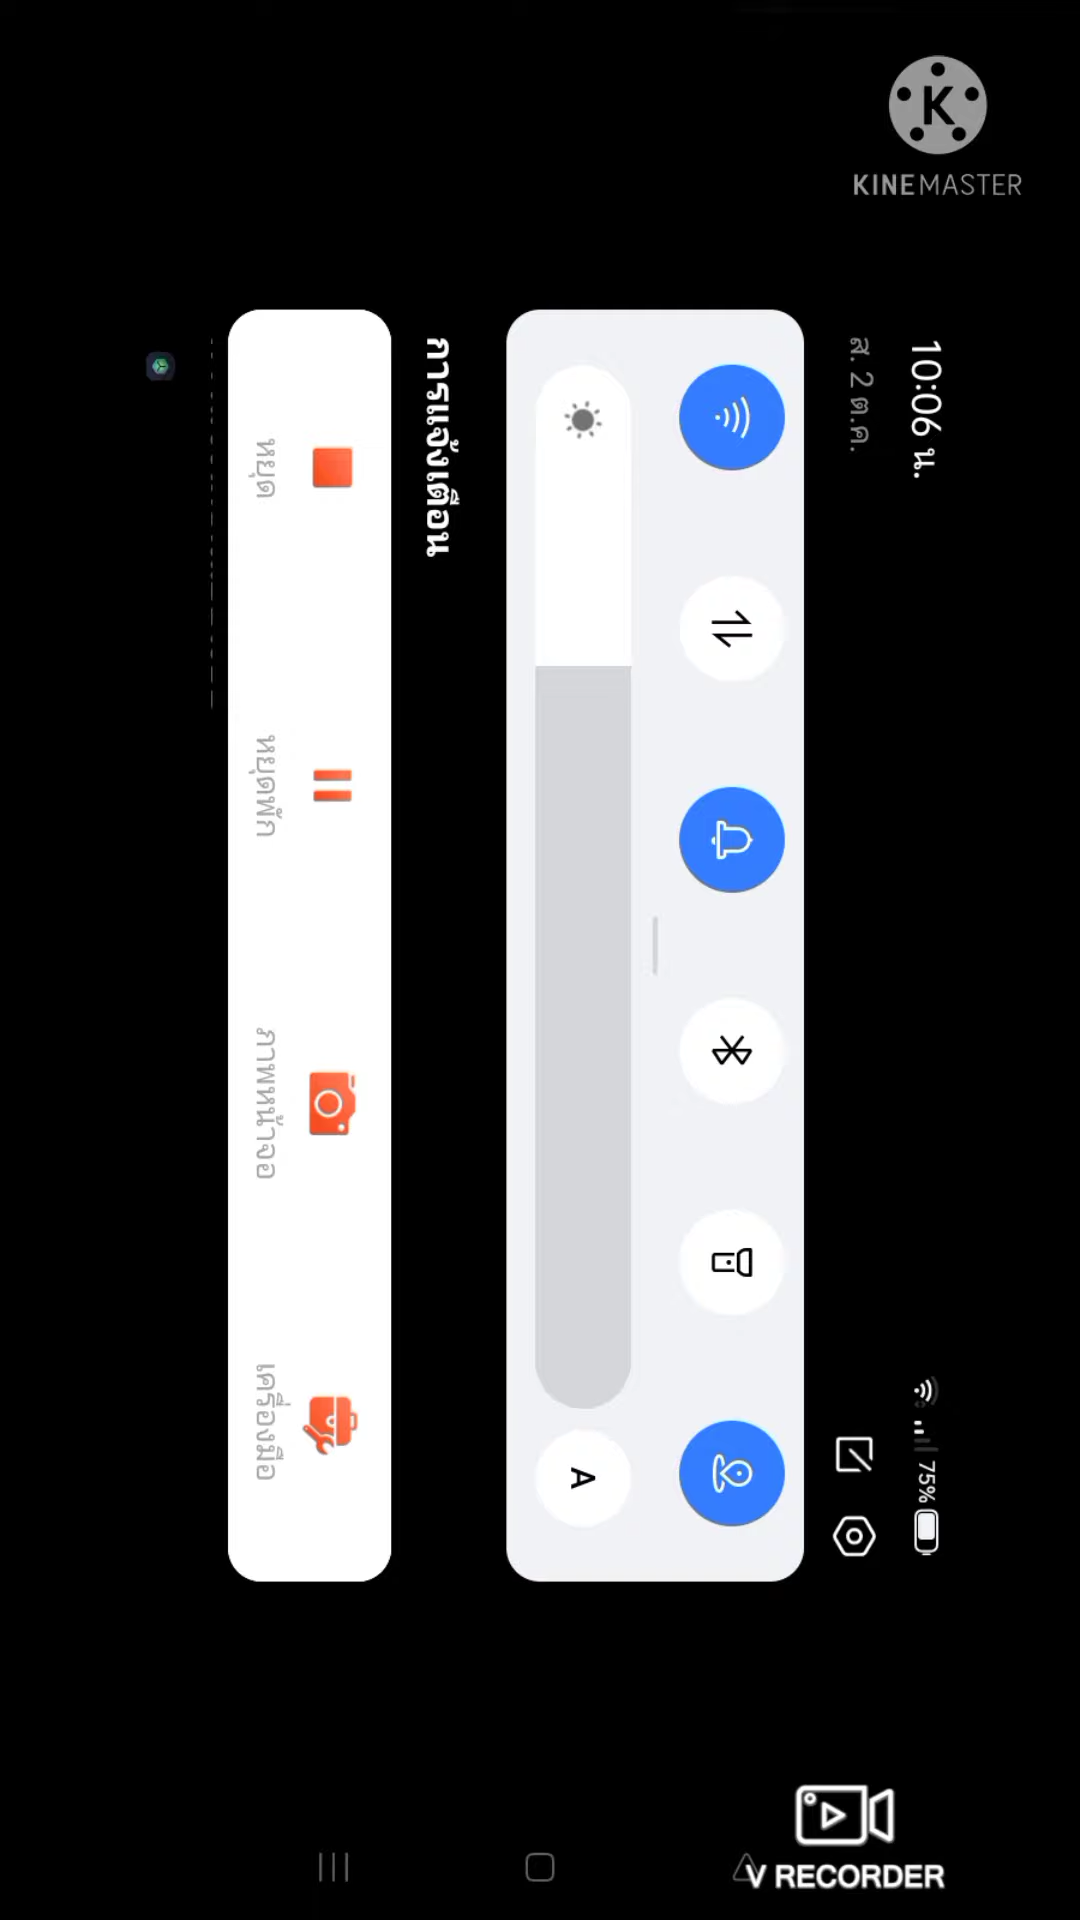 KINEMASTER
10:06 น.
75%
ส. 2 ต.ค.
A
การแจ้งเตือน
หยุด
หยุดพัก
ภาพหน้าจอ
เครื่องมือ
V RECORDER